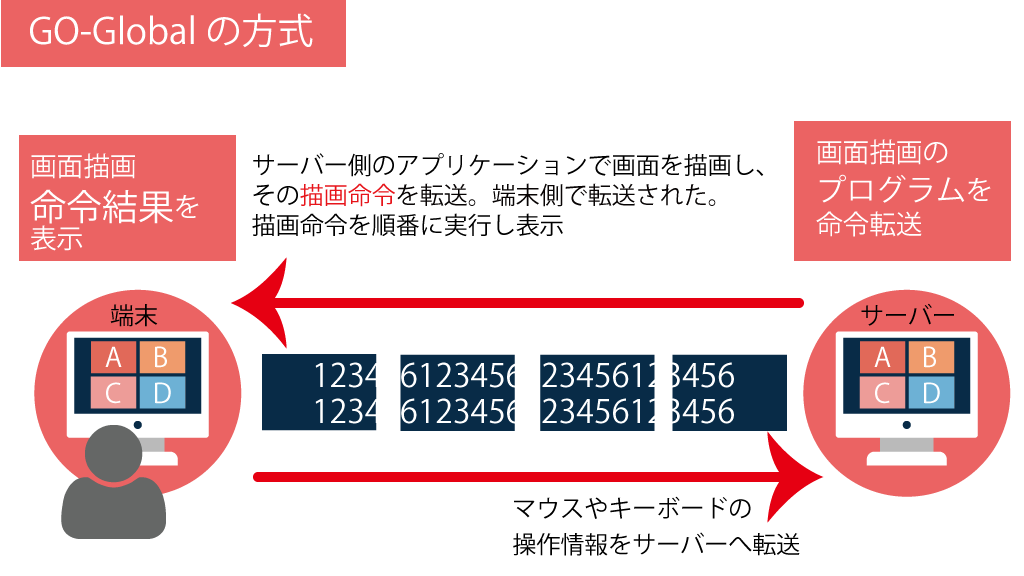 GO-Global の方式
画面描画
命令結果を
表示
サーバー側のアプリケーションで画面を描画し、
その描画命令を転送。端末側で転送された。
描画命令を順番に実行し表示
画面描画の
プログラムを
命令転送
端末
A B
C D
サーバー
A B
C D
1234 6123456 2345612 3456
1234 6123456 2345612 3456
マウスやキーボードの
操作情報をサーバーへ転送